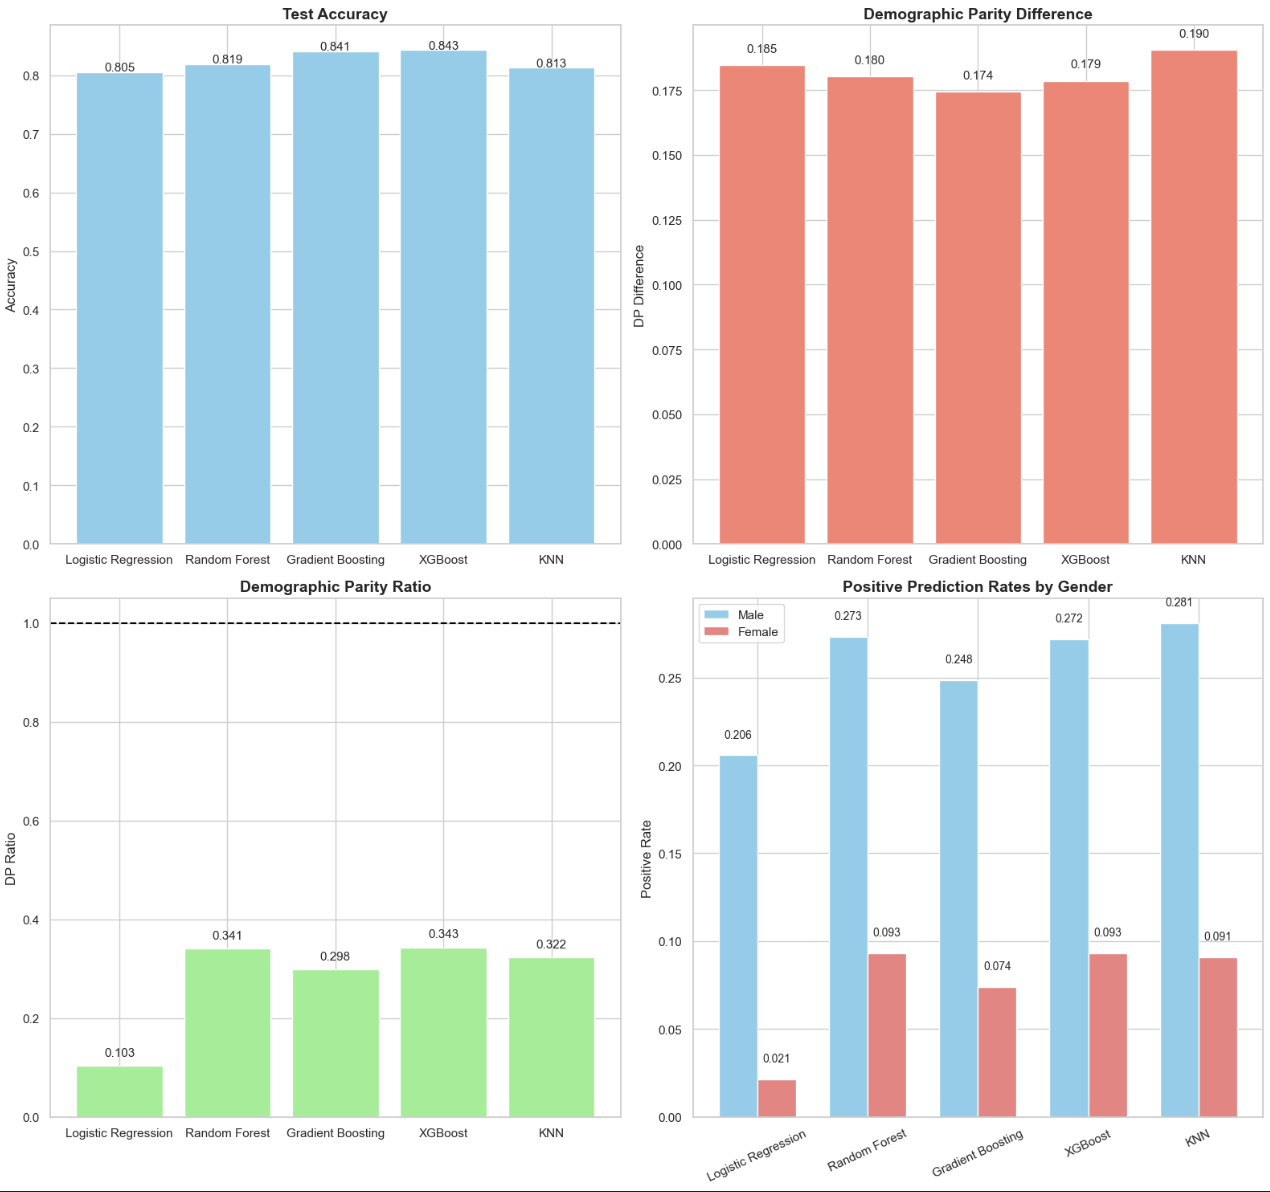 Test Accuracy
Accuracy
0.8
0.7
0.6
0.5
0.4
0.3
0.2
0.1
0.0
0.805
0.819
0.841
0.843
0.813
Logistic Regression
Random Forest
Gradient Boosting
XGBoost
KNN
Demographic Parity Difference
DP Difference
0.175
0.150
0.125
0.100
0.075
0.050
0.025
0.000
0.185
0.180
0.174
0.179
0.190
Logistic Regression
Random Forest
Gradient Boosting
XGBoost
KNN
Demographic Parity Ratio
DP Ratio
1.0
0.8
0.6
0.4
0.2
0.0
0.103
0.341
0.298
0.343
0.322
Logistic Regression
Random Forest
Gradient Boosting
XGBoost
KNN
Positive Prediction Rates by Gender
Male
Female
Positive Rate
0.25
0.20
0.15
0.10
0.05
0.00
0.206
0.021
0.273
0.093
0.248
0.074
0.272
0.093
0.281
0.091
Logistic Regression
Random Forest
Gradient Boosting
XGBoost
KNN